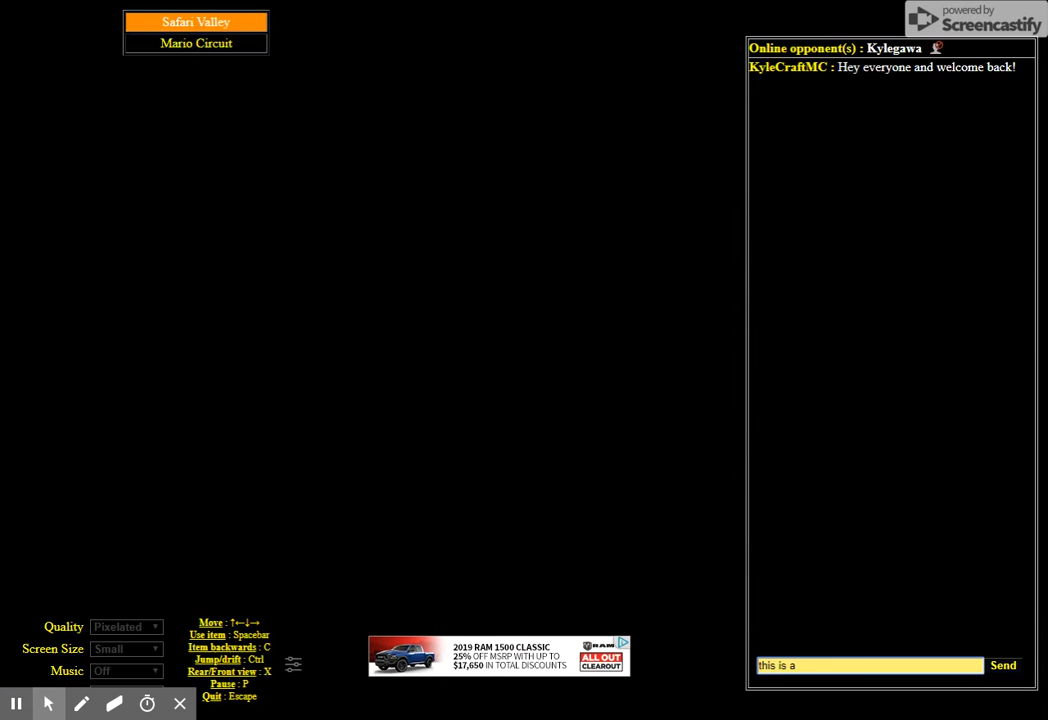 Safari Valley
Mario Circuit
powered by
Screencastify
Online opponent(s) : Kylegawa
KyleCraftMC : Hey everyone and welcome back!
Quality Pixelated
Screen Size Small
Music Off
Move : ↑←↓→
Use item : Spacebar
Item backwards : C
Jump/drift : Ctrl
Rear/Front view : X
Pause : P
Quit : Escape
2019 RAM 1500 CLASSIC
25% OFF MSRP WITH UP TO
$17,650 IN TOTAL DISCOUNTS
RAM
ALL OUT
CLEAROUT
this is a
Send